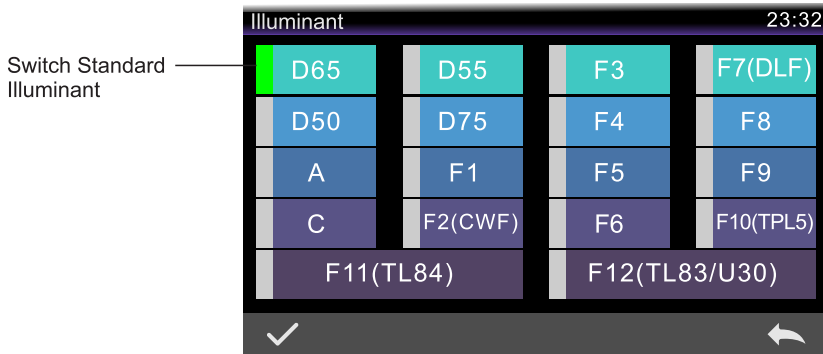 Illuminant 23:32
Switch Standard
Illuminant
D65 D55 F3 F7(DLF)
D50 D75 F4 F8
A F1 F5 F9
C F2(CWF) F6 F10(TPL5)
F11(TL84) F12(TL83/U30)